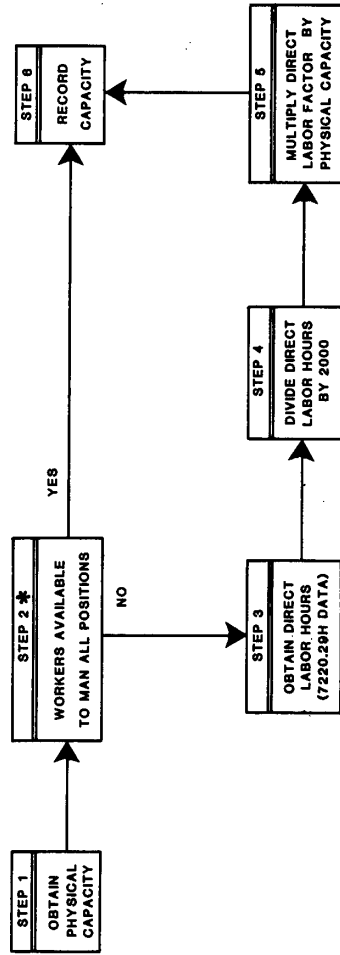 STEP 1
OBTAIN
PHYSICAL
CAPACITY
STEP 2 *
WORKERS AVAILABLE
TO MAN ALL POSITIONS
YES
NO
STEP 3
OBTAIN DIRECT
LABOR HOURS
(7220.29H DATA)
STEP 4
DIVIDE DIRECT
LABOR HOURS
BY 2000
STEP 5
MULTIPLY DIRECT
LABOR FACTOR BY
PHYSICAL CAPACITY
STEP 6
RECORD
CAPACITY